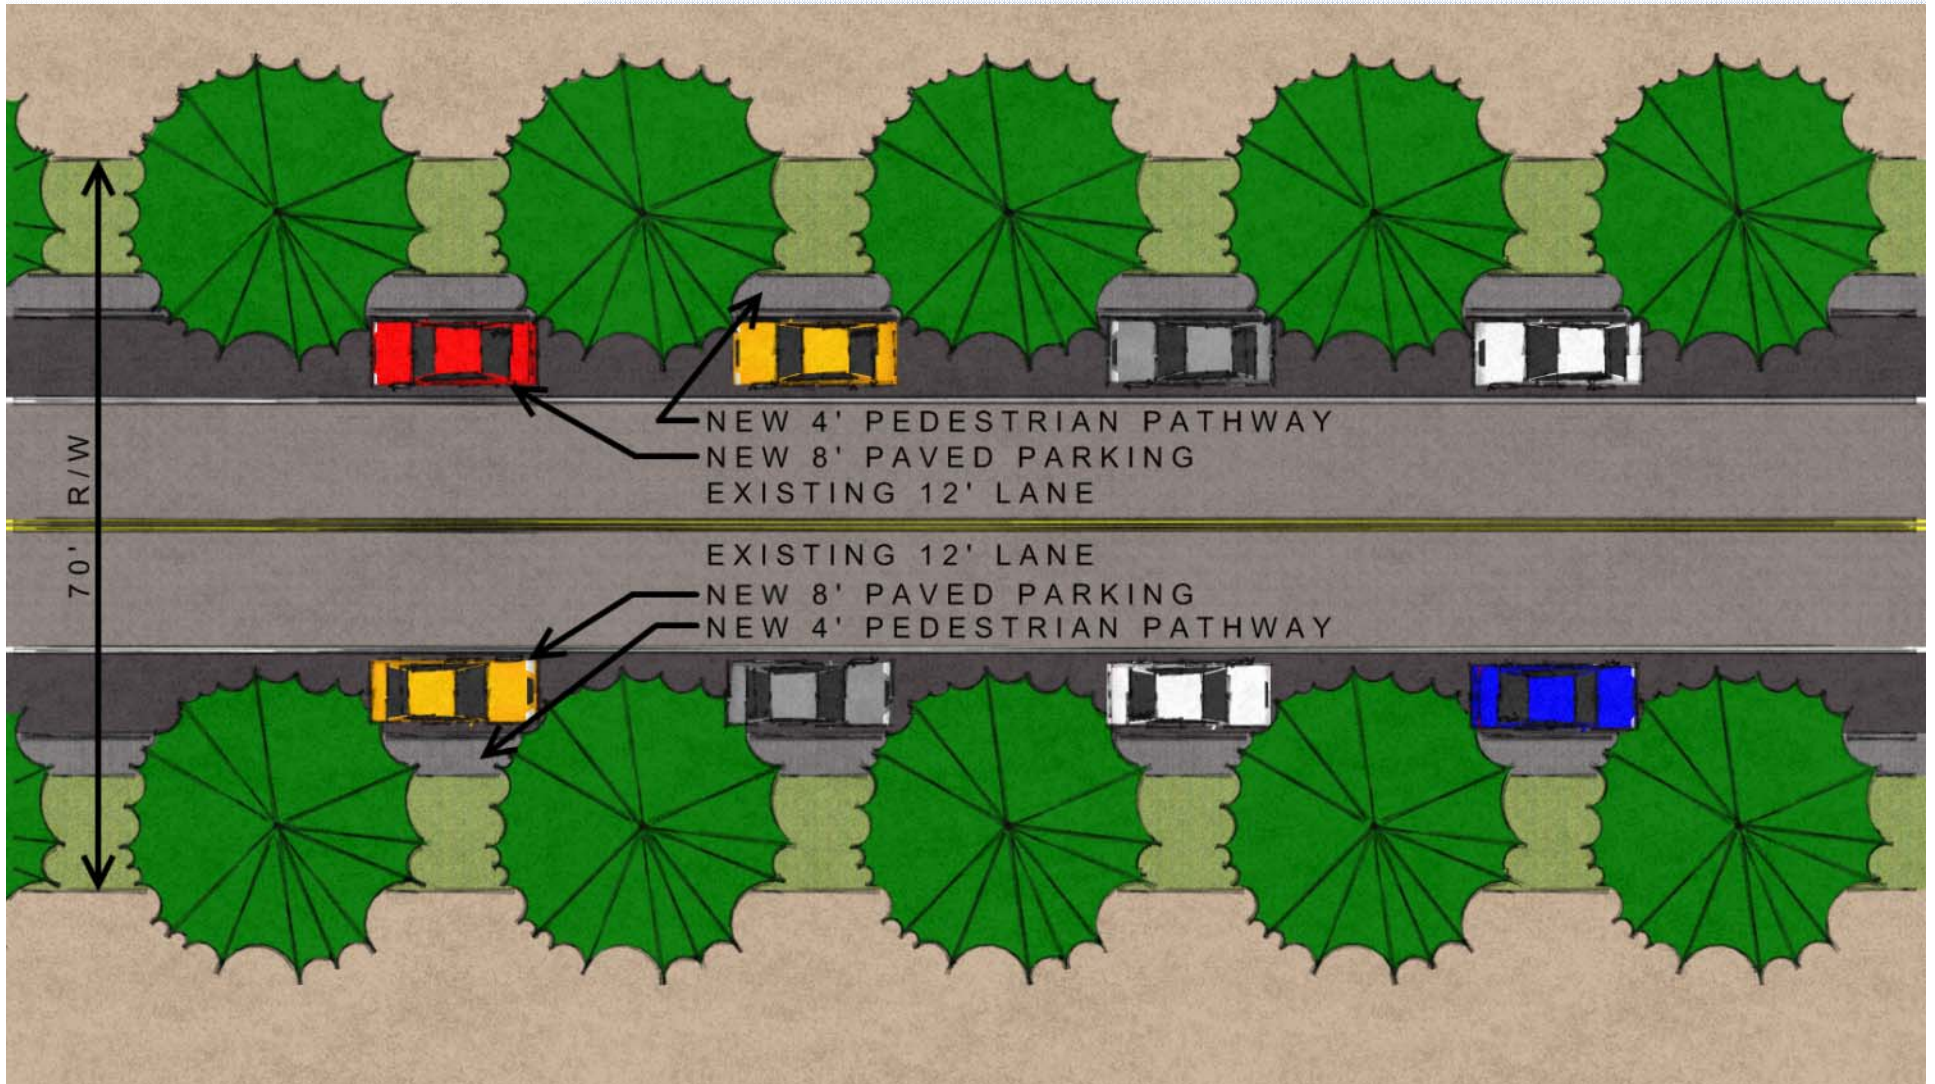 NEW 4' PEDESTRIAN PATHWAY
NEW 8' PAVED PARKING
EXISTING 12' LANE
70' R/W
EXISTING 12' LANE
NEW 8' PAVED PARKING
NEW 4' PEDESTRIAN PATHWAY